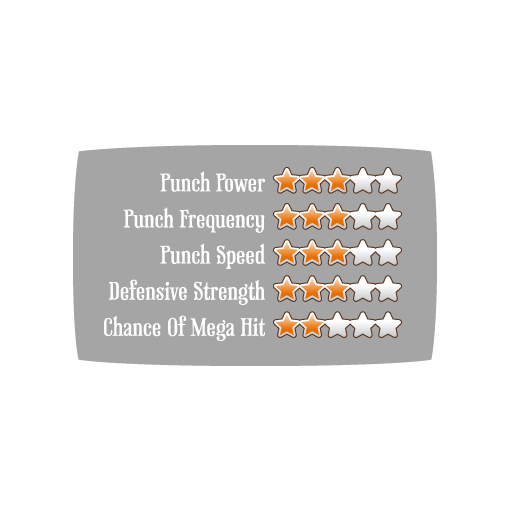 Punch Power
Punch Frequency
Punch Speed
Defensive Strength
Chance Of Mega Hit